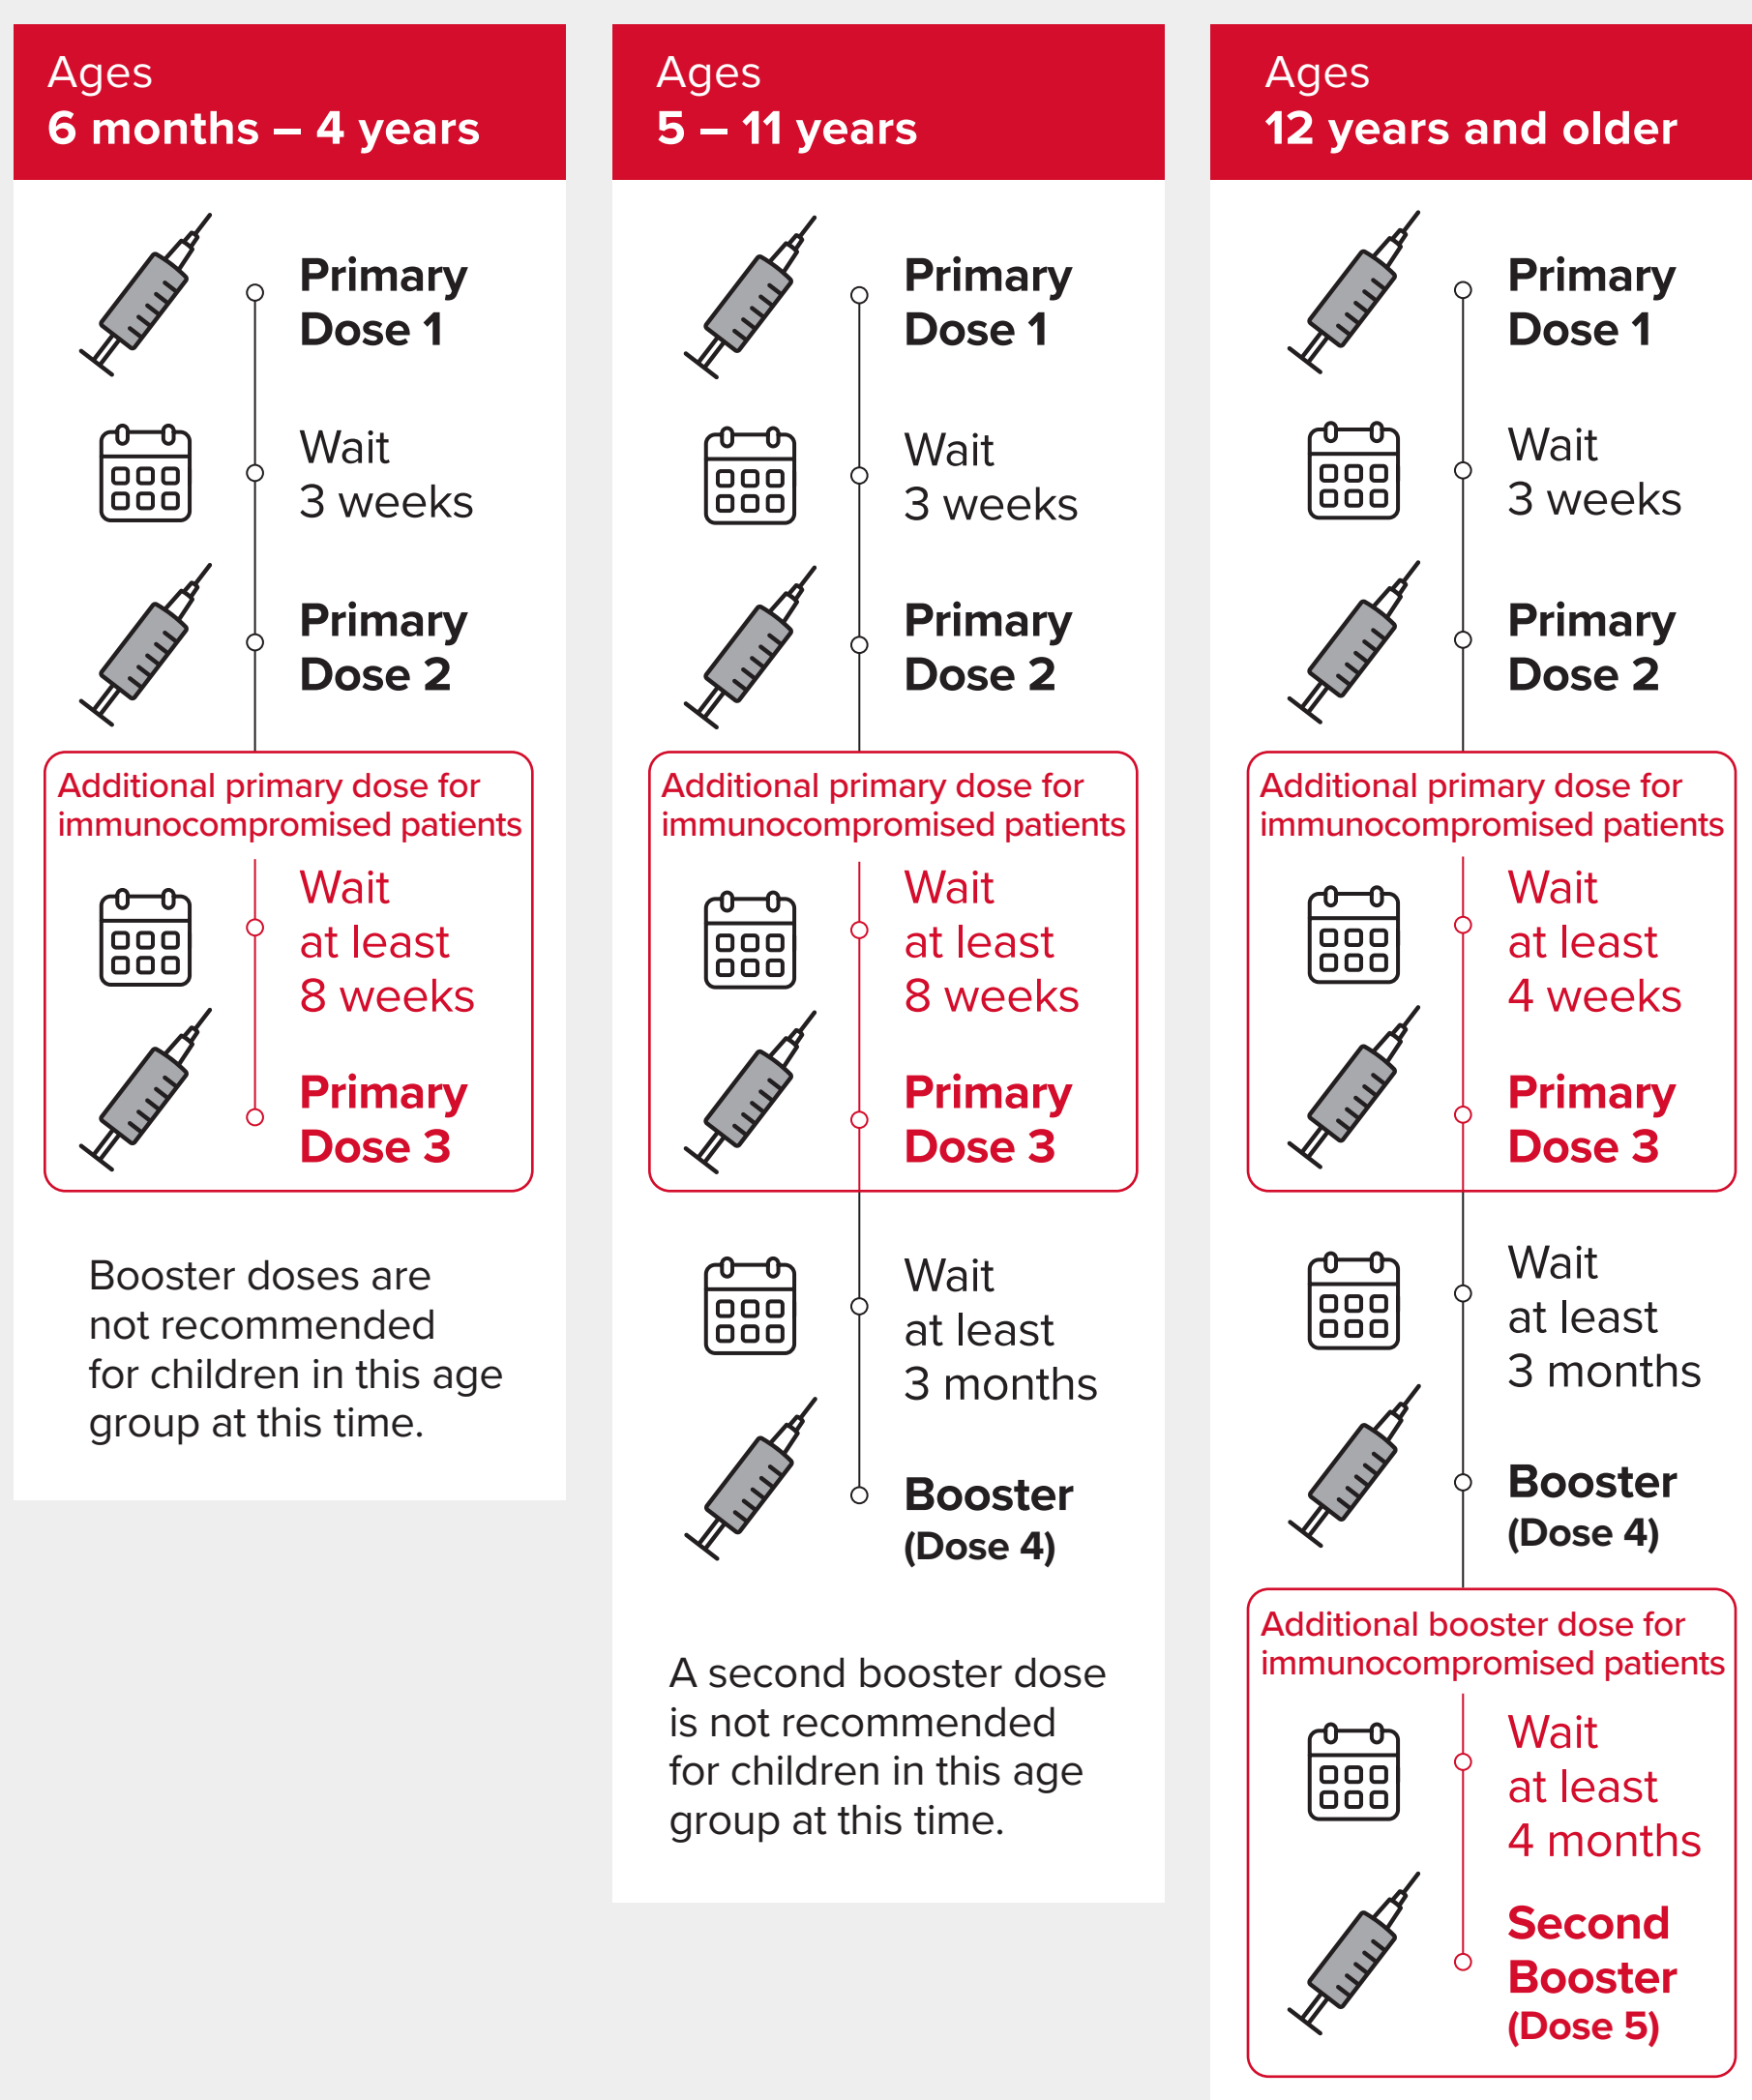 Ages
6 months – 4 years
Primary
Dose 1
Wait
3 weeks
Primary
Dose 2
Additional primary dose for
immunocompromised patients
Wait
at least
8 weeks
Primary
Dose 3
Booster doses are
not recommended
for children in this age
group at this time.
Ages
5 – 11 years
Primary
Dose 1
Wait
3 weeks
Primary
Dose 2
Additional primary dose for
immunocompromised patients
Wait
at least
8 weeks
Primary
Dose 3
Wait
at least
3 months
Booster
(Dose 4)
A second booster dose
is not recommended
for children in this age
group at this time.
Ages
12 years and older
Primary
Dose 1
Wait
3 weeks
Primary
Dose 2
Additional primary dose for
immunocompromised patients
Wait
at least
4 weeks
Primary
Dose 3
Wait
at least
3 months
Booster
(Dose 4)
Additional booster dose for
immunocompromised patients
Wait
at least
4 months
Second
Booster
(Dose 5)